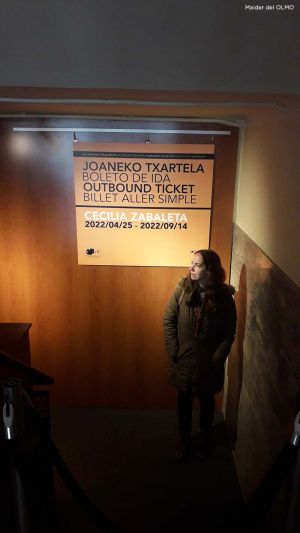 Maider del OLMO
JOANEKO TXARTELA
BOLETO DE IDA
OUTBOUND TICKET
BILLET ALLER SIMPLE
CECILIA ZABALETA
2022/04/25 - 2022/09/14